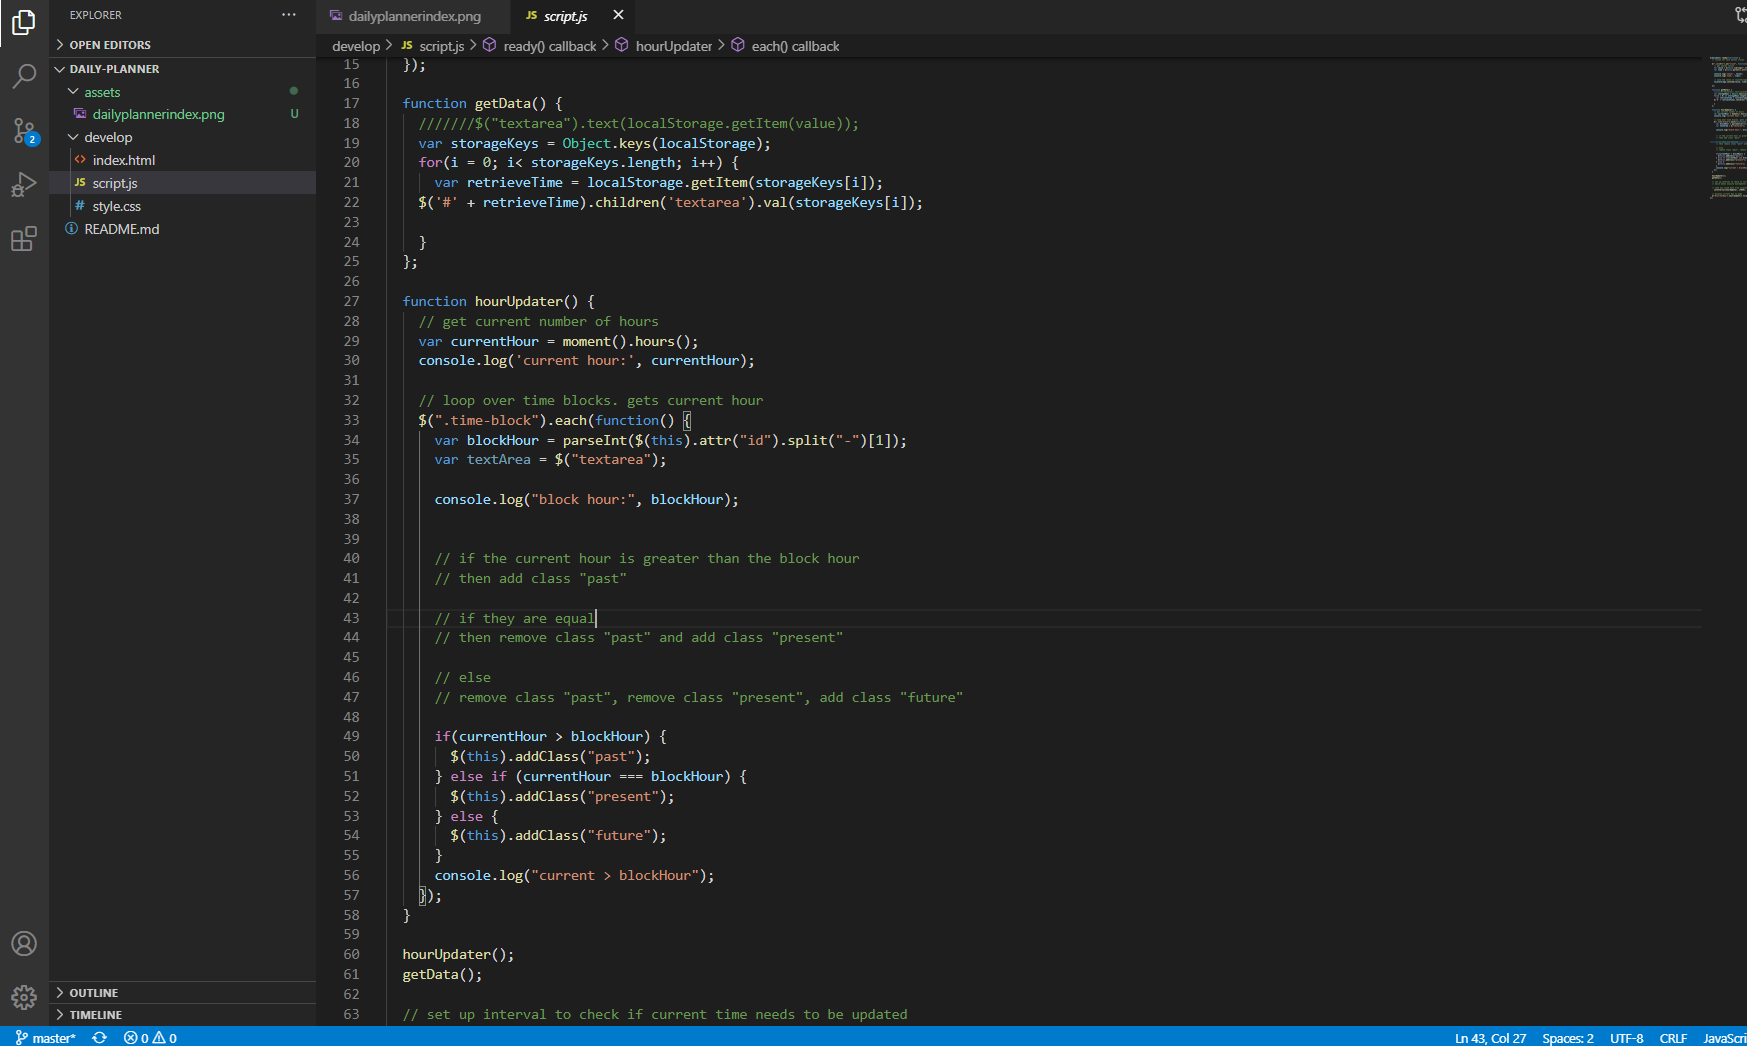 EXPLORER
OPEN EDITORS
DAILY-PLANNER
assets
dailyplannerindex.png U
develop
<> index.html
JS script.js
# style.css
README.md
OUTLINE
TIMELINE
dailyplannerindex.png
JS script.js
develop > JS script.js > ready() callback > hourUpdater > each() callback
15 });
16
17 function getData() {
18 ///////$("textarea").text(localStorage.getItem(value));
19 var storageKeys = Object.keys(localStorage);
20 for(i = 0; i< storageKeys.length; i++) {
21 var retrieveTime = localStorage.getItem(storageKeys[i]);
22 $('#' + retrieveTime).children('textarea').val(storageKeys[i]);
23
24 }
25 };
26
27 function hourUpdater() {
28 // get current number of hours
29 var currentHour = moment().hours();
30 console.log('current hour:', currentHour);
31
32 // loop over time blocks. gets current hour
33 $(".time-block").each(function() {
34 var blockHour = parseInt($(this).attr("id").split("-")[1]);
35 var textArea = $("textarea");
36
37 console.log("block hour:", blockHour);
38
39
40 // if the current hour is greater than the block hour
41 // then add class "past"
42
43 // if they are equal
44 // then remove class "past" and add class "present"
45
46 // else
47 // remove class "past", remove class "present", add class "future"
48
49 if(currentHour > blockHour) {
50 $(this).addClass("past");
51 } else if (currentHour === blockHour) {
52 $(this).addClass("present");
53 } else {
54 $(this).addClass("future");
55 }
56 console.log("current > blockHour");
57 });
58 }
59
60 hourUpdater();
61 getData();
62
63 // set up interval to check if current time needs to be updated
2
master* 0 0 Ln 43, Col 27 Spaces: 2 UTF-8 CRLF JavaScri